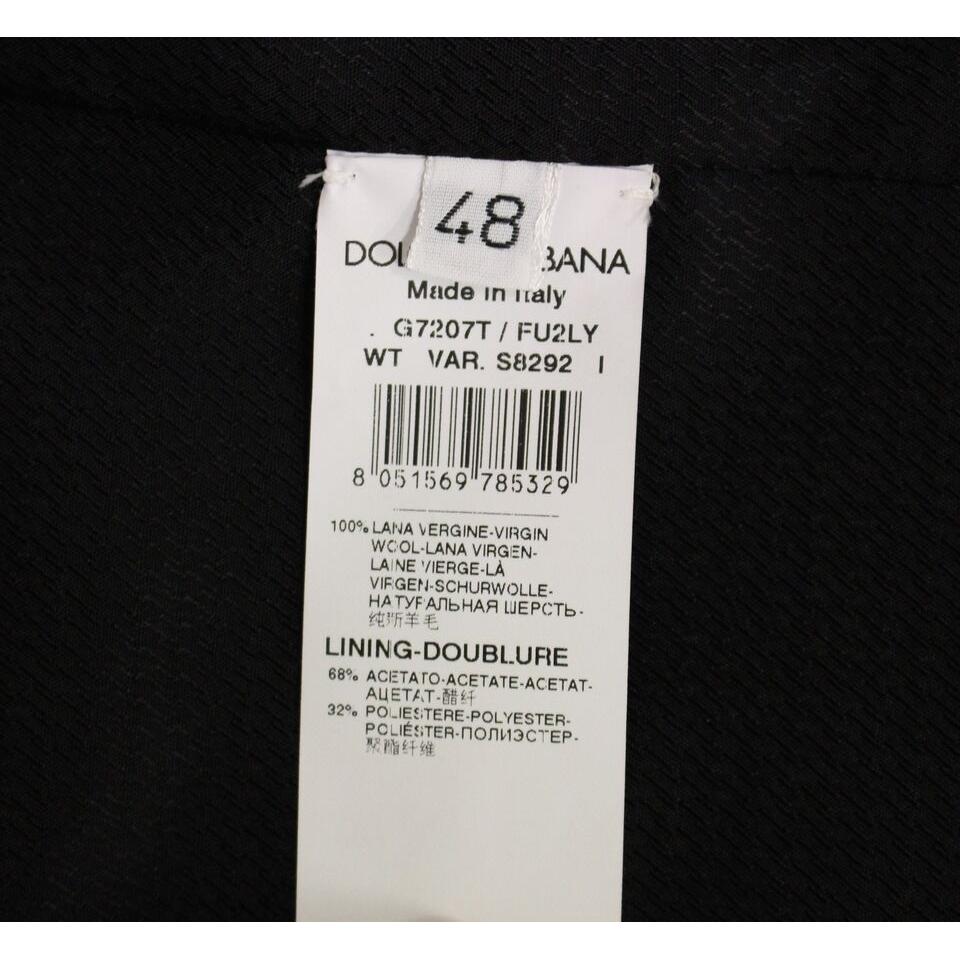 48
DOL BANA
Made in Italy
. G7207T / FU2LY
WT VAR. S8292 I
8 051569 785329
100% LANA VERGINE-VIRGIN
WOOL-LANA VIRGEN-
LAINE VIERGE-LÀ
VIRGEN-SCHURWOLLE-
НАТУРАЛЬНАЯ ШЕРСТЬ-
纯新羊毛
LINING-DOUBLURE
68% ACETATO-ACETATE-ACETAT-
АЦЕТАТ-醋纤
32% POLIESTERE-POLYESTER-
POLIÉSTER-ПОЛИЭСТЕР-
聚酯纤维